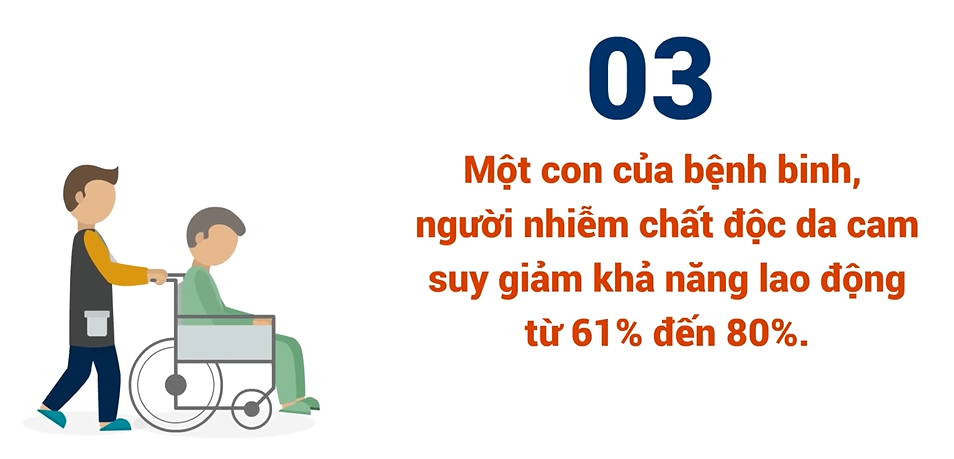 03
Một con của bệnh binh,
người nhiễm chất độc da cam
suy giảm khả năng lao động
từ 61% đến 80%.